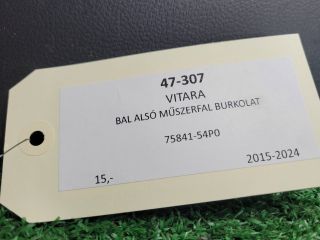 47-307
VITARA
BAL ALSÓ MŰSZERFAL BURKOLAT
75841-54P0
15,-
2015-2024